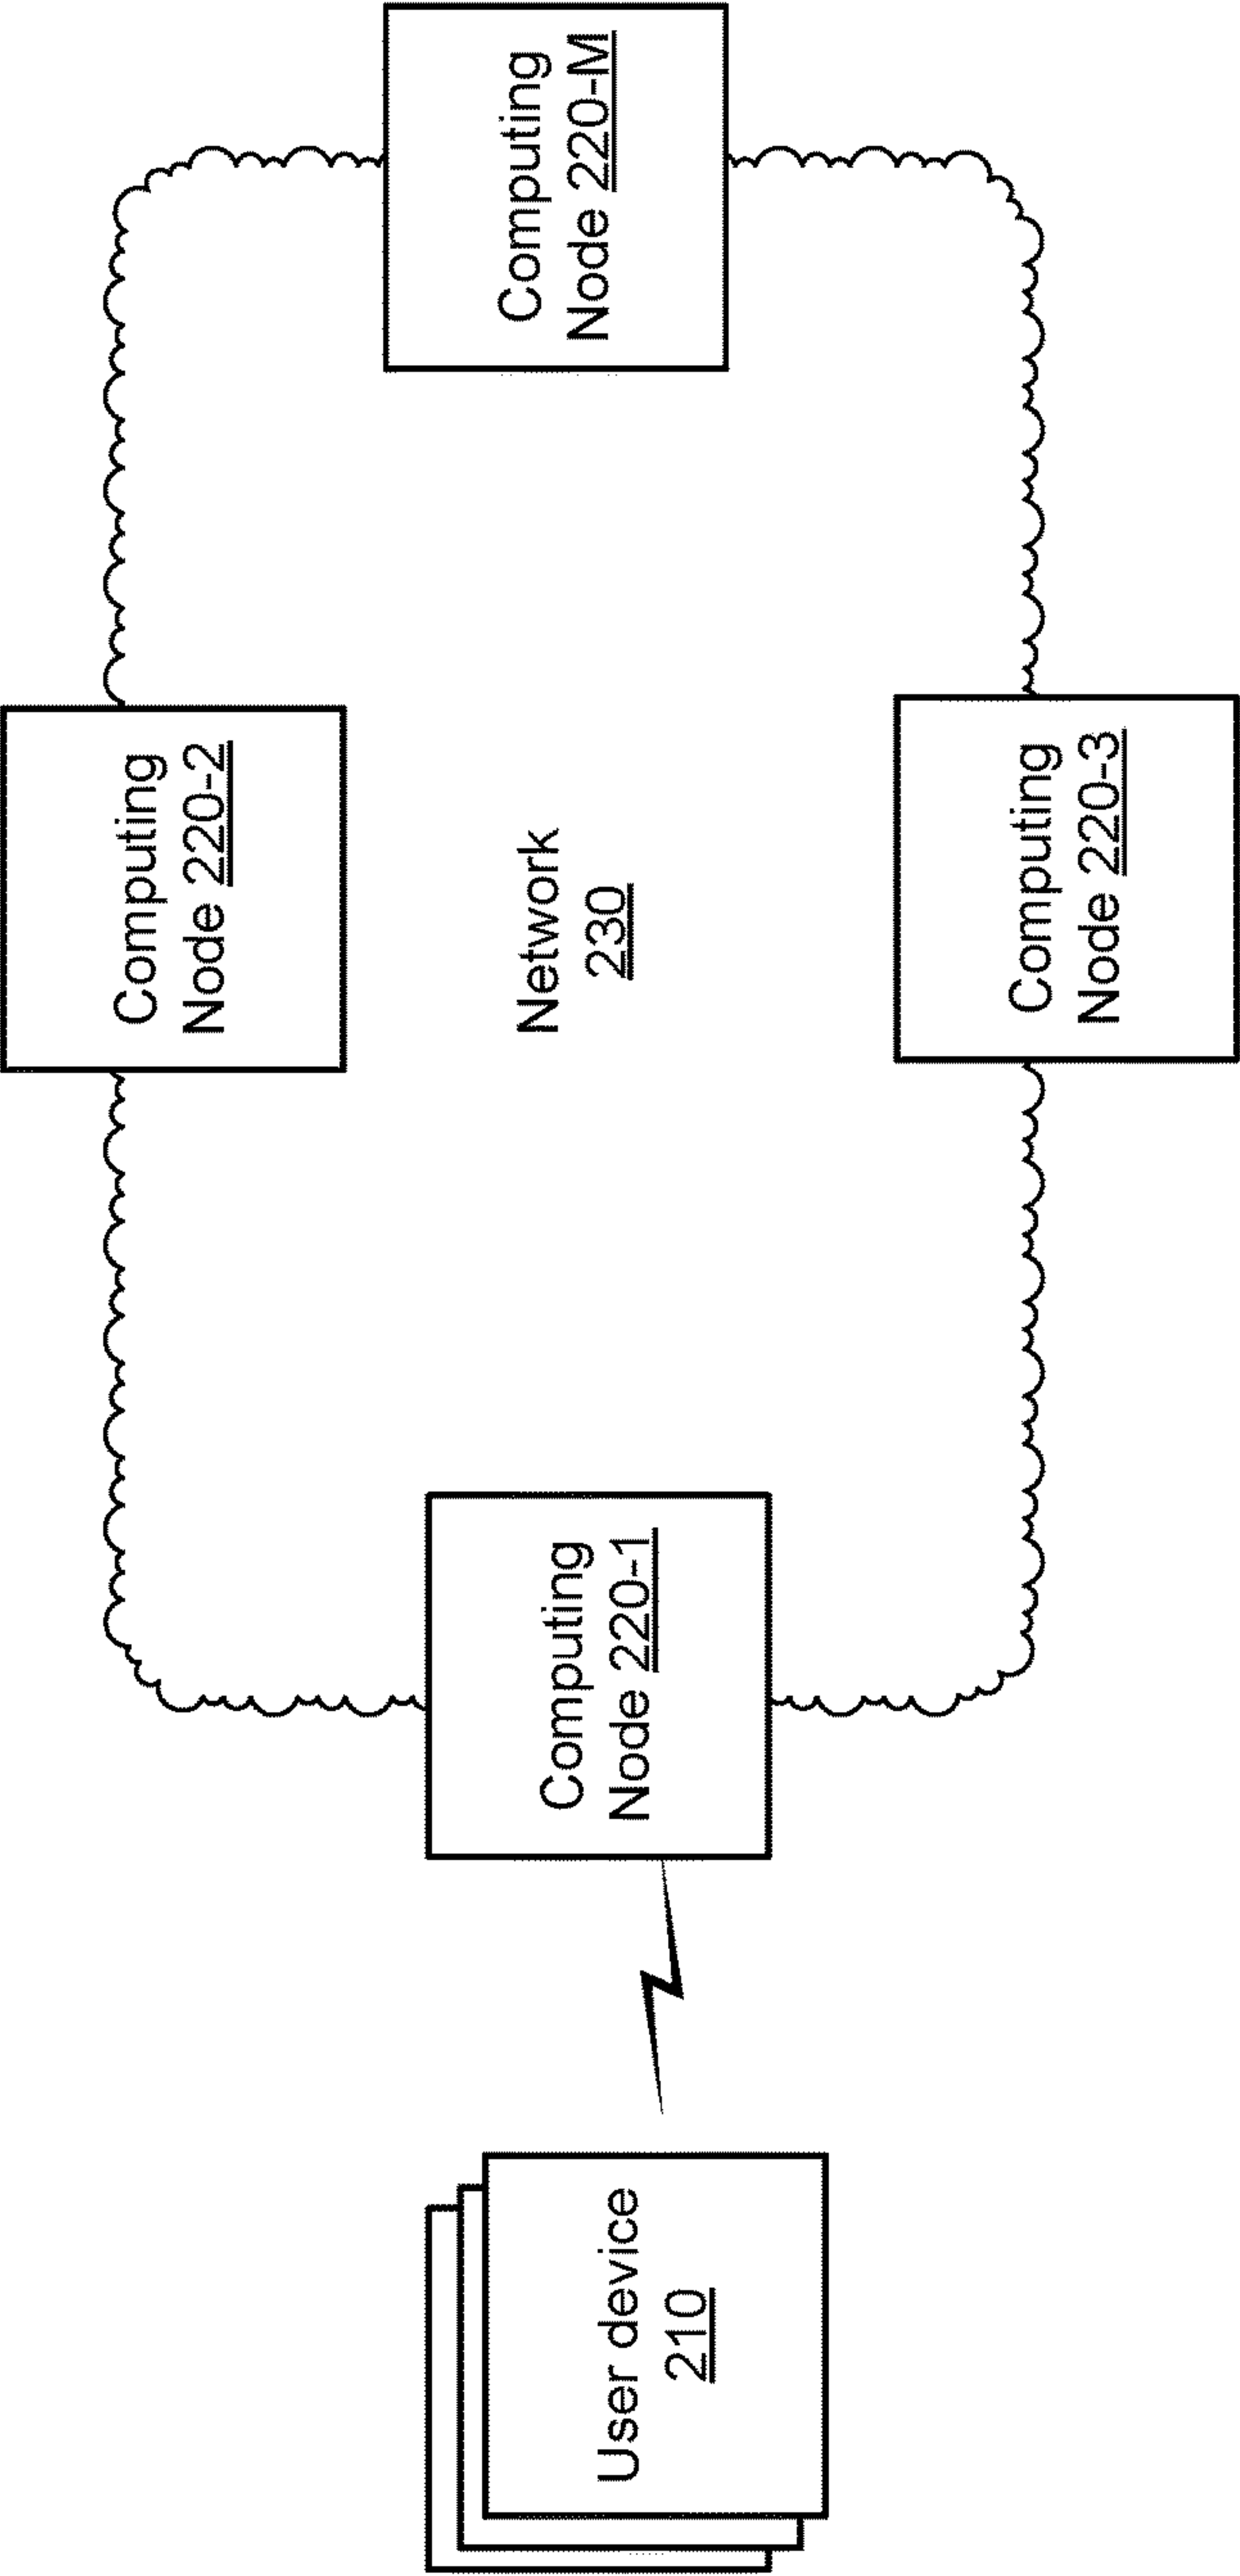 Computing
Node 220-2
User device
210
Computing
Node 220-1
Network
230
Computing
Node 220-M
Computing
Node 220-3